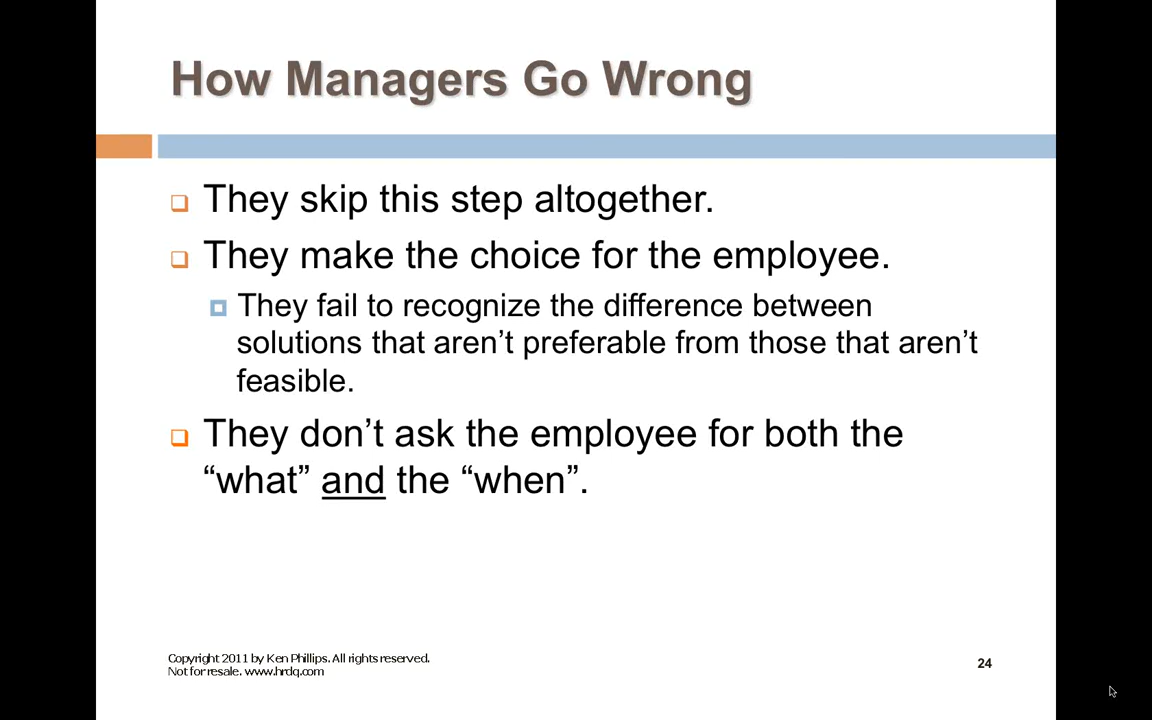 How Managers Go Wrong
They skip this step altogether.
They make the choice for the employee.
They fail to recognize the difference between
solutions that aren’t preferable from those that aren’t
feasible.
They don’t ask the employee for both the
“what” and the “when”.
Copyright 2011 by Ken Phillips. All rights reserved.
Not for resale. www.hrdq.com
24